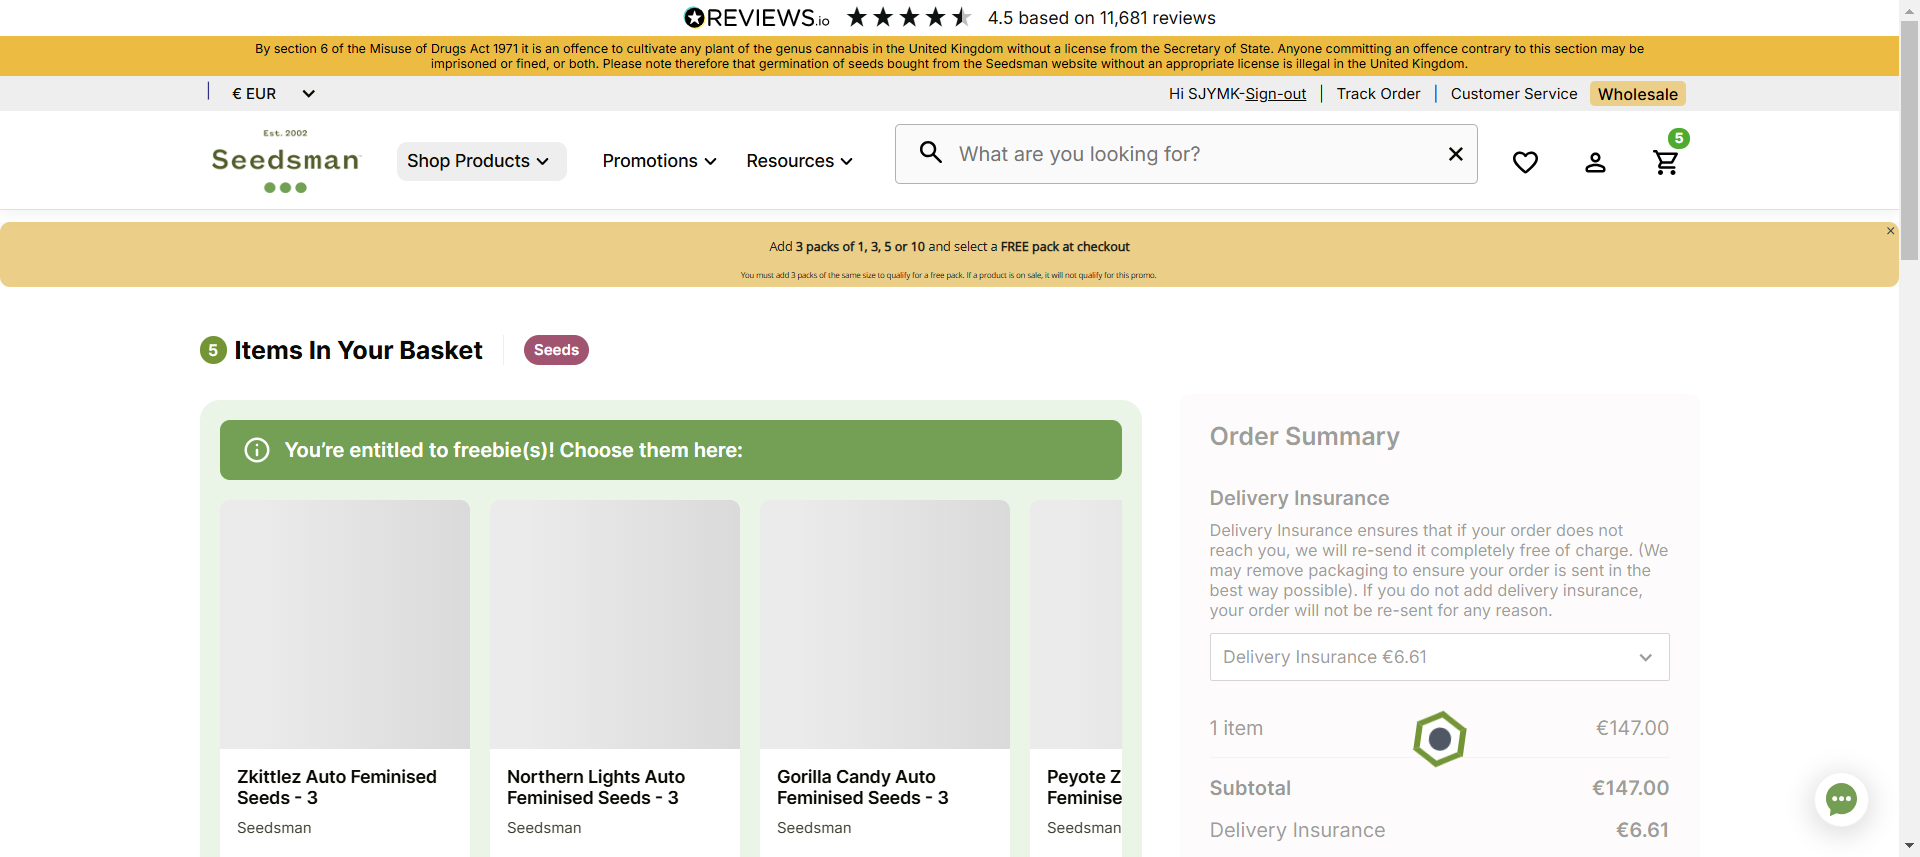 REVIEWS.io 4.5 based on 11,681 reviews
By section 6 of the Misuse of Drugs Act 1971 it is an offence to cultivate any plant of the genus cannabis in the United Kingdom without a license from the Secretary of State. Anyone committing an offence contrary to this section may be
imprisoned or fined, or both. Please note therefore that germination of seeds bought from the Seedsman website without an appropriate license is illegal in the United Kingdom.
€ EUR
Hi SJYMK-Sign-out | Track Order | Customer Service Wholesale
Est. 2002
Seedsman
Shop Products
Promotions
Resources
What are you looking for?
5
Add 3 packs of 1, 3, 5 or 10 and select a FREE pack at checkout
You must add 3 packs of the same size to qualify for a free pack. If a product is on sale, it will not qualify for this promo.
5 Items In Your Basket
Seeds
You're entitled to freebie(s)! Choose them here:
Zkittlez Auto Feminised
Seeds - 3
Seedsman
Northern Lights Auto
Feminised Seeds - 3
Seedsman
Gorilla Candy Auto
Feminised Seeds - 3
Seedsman
Peyote Z
Feminise
Seedsman
Order Summary
Delivery Insurance
Delivery Insurance ensures that if your order does not
reach you, we will re-send it completely free of charge. (We
may remove packaging to ensure your order is sent in the
best way possible). If you do not add delivery insurance,
your order will not be re-sent for any reason.
Delivery Insurance €6.61
1 item €147.00
Subtotal €147.00
Delivery Insurance €6.61